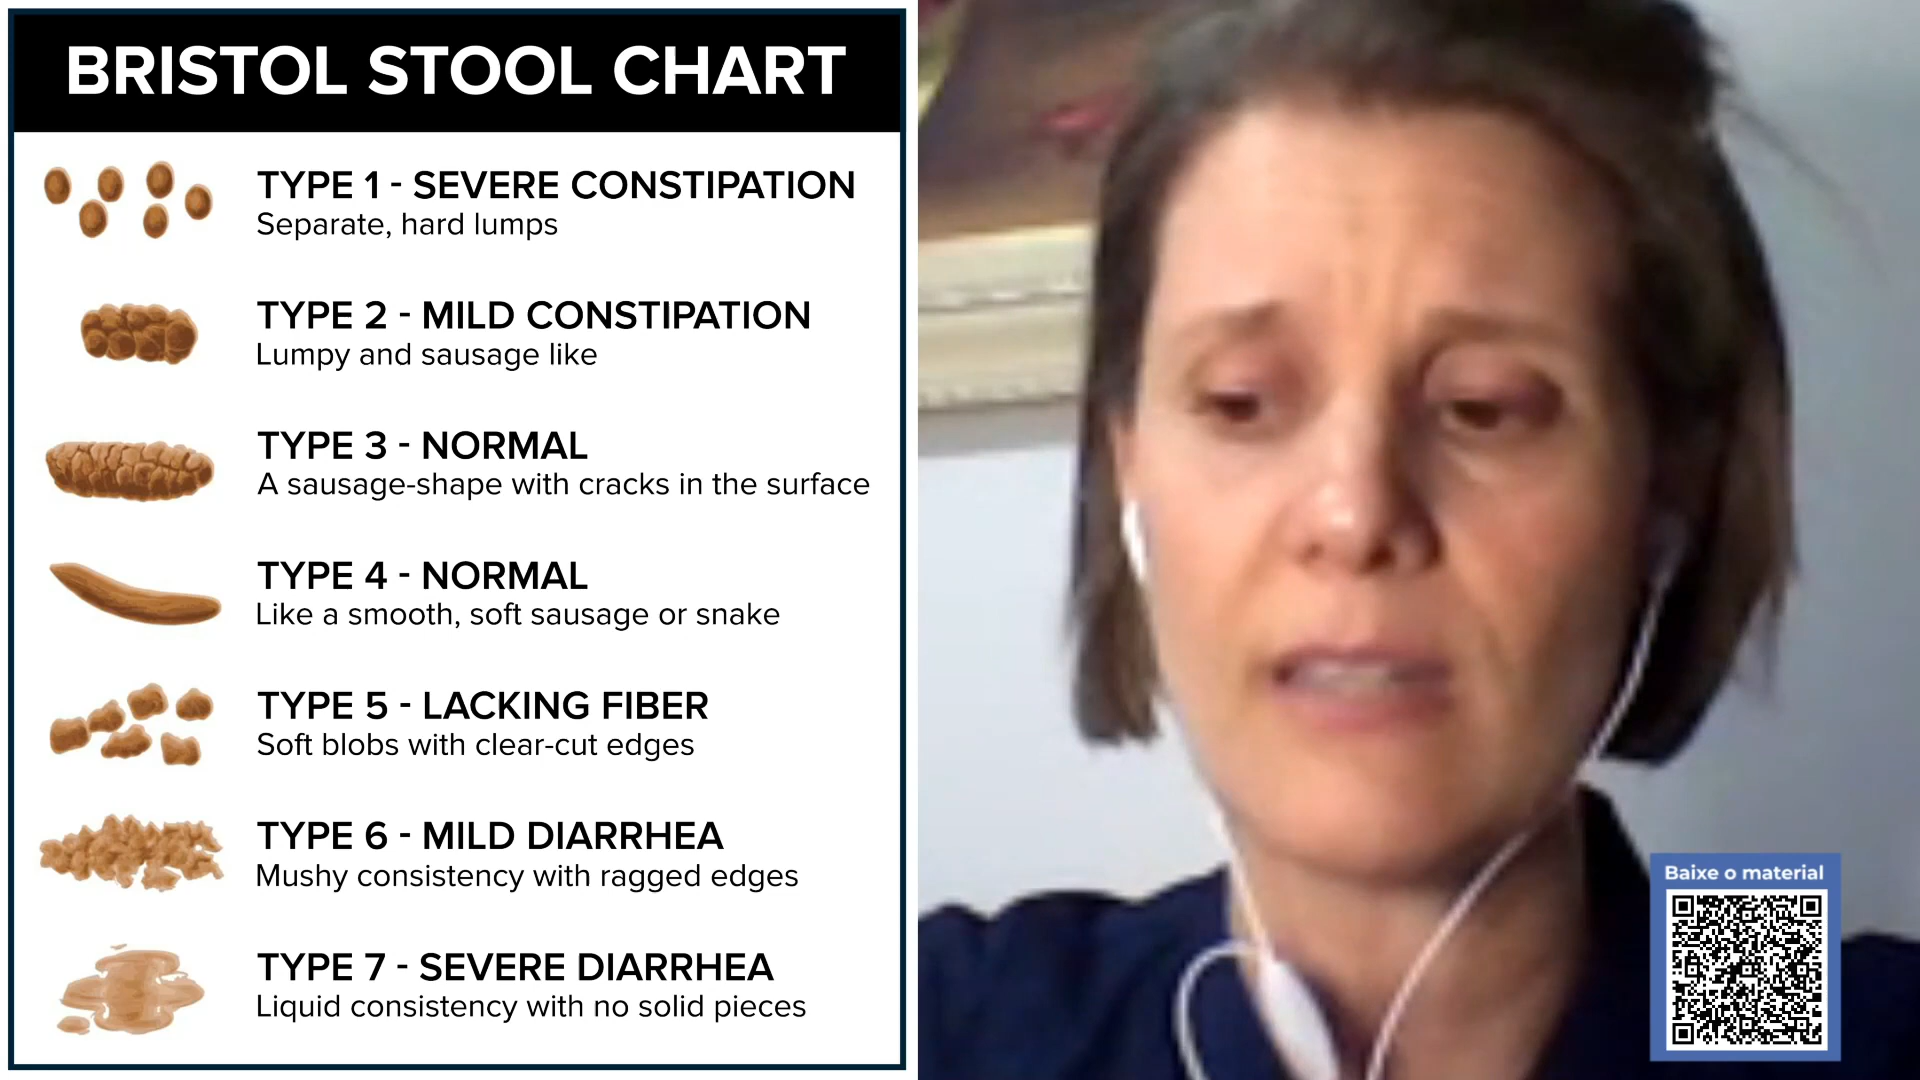 BRISTOL STOOL CHART
TYPE 1 - SEVERE CONSTIPATION
Separate, hard lumps
TYPE 2 - MILD CONSTIPATION
Lumpy and sausage like
TYPE 3 - NORMAL
A sausage-shape with cracks in the surface
TYPE 4 - NORMAL
Like a smooth, soft sausage or snake
TYPE 5 - LACKING FIBER
Soft blobs with clear-cut edges
TYPE 6 - MILD DIARRHEA
Mushy consistency with ragged edges
TYPE 7 - SEVERE DIARRHEA
Liquid consistency with no solid pieces
Baixe o material